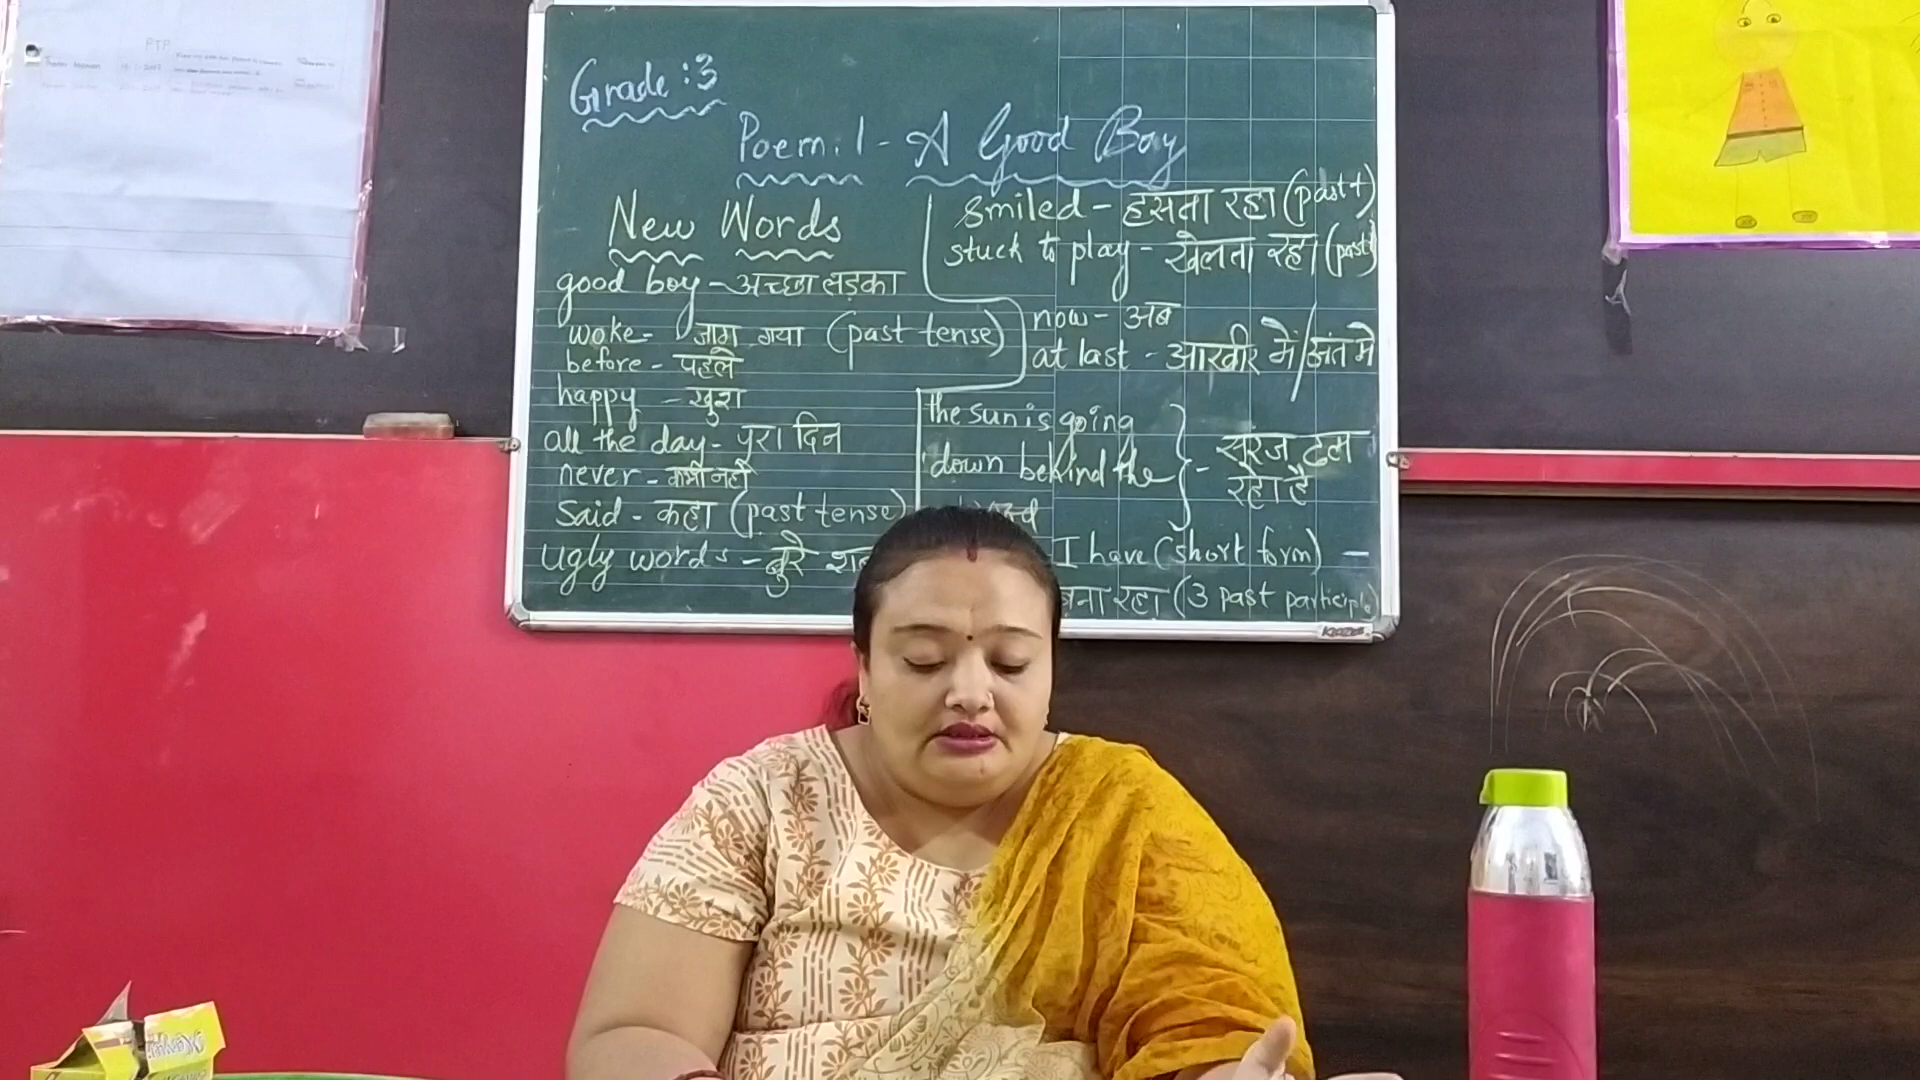 PTP
Grade :3
Poem.1 - A Good Boy
New Words
good boy - अच्छा लड़का
woke - जाग गया (past tense)
before - पहले
happy - खुश
all the day - पुरा दिन
never - कभी नहीं
said - कहा (past tense)
ugly words - बुरे
smiled - हसता रहा (past t)
stuck to play - खेलता रहा (past
now - अब
at last - आखीर में/अंत मे
the sun is going
down behind the
- सुरज ढल
रहा है
I have (short form) -
बना रहा (3 past participle)